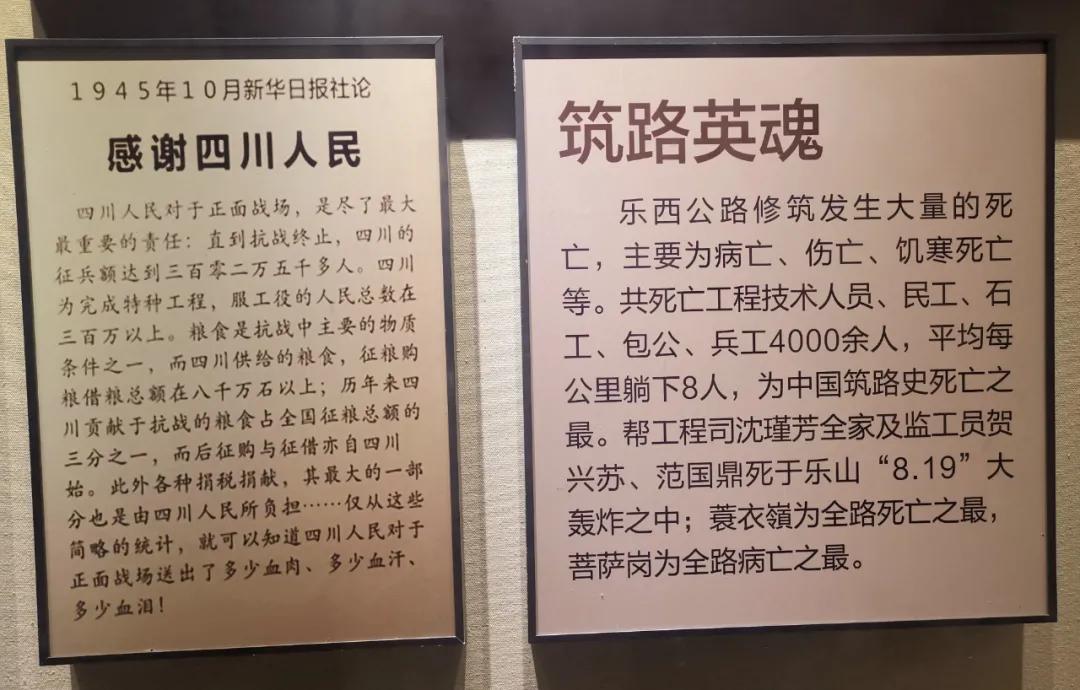 1945年10月新华日报社论
感谢四川人民
四川人民对于正面战场，是尽了最大
最重要的责任：直到抗战终止，四川的
征兵额达到三百零二万五千多人。四川
为完成特种工程，服工役的人民总数在
三百万以上。粮食是抗战中主要的物质
条件之一，而四川供给的粮食，征粮购
粮借粮总额在八千万石以上；历年来四
川贡献于抗战的粮食占全国征粮总额的
三分之一，而后征购与征借亦自四川
始。此外各种捐税捐献，其最大的一部
分也是由四川人民所负担……仅从这些
简略的统计，就可以知道四川人民对于
正面战场送出了多少血肉、多少血汗、
多少血泪！
筑路英魂
乐西公路修筑发生大量的死
亡，主要为病亡、伤亡、饥寒死亡
等。共死亡工程技术人员、民工、石
工、包公、兵工4000余人，平均每
公里躺下8人，为中国筑路史死亡之
最。帮工程司沈瑾芳全家及监工员贺
兴苏、范国鼎死于乐山“8.19”大
轰炸之中；蓑衣嶺为全路死亡之最，
菩萨岗为全路病亡之最。